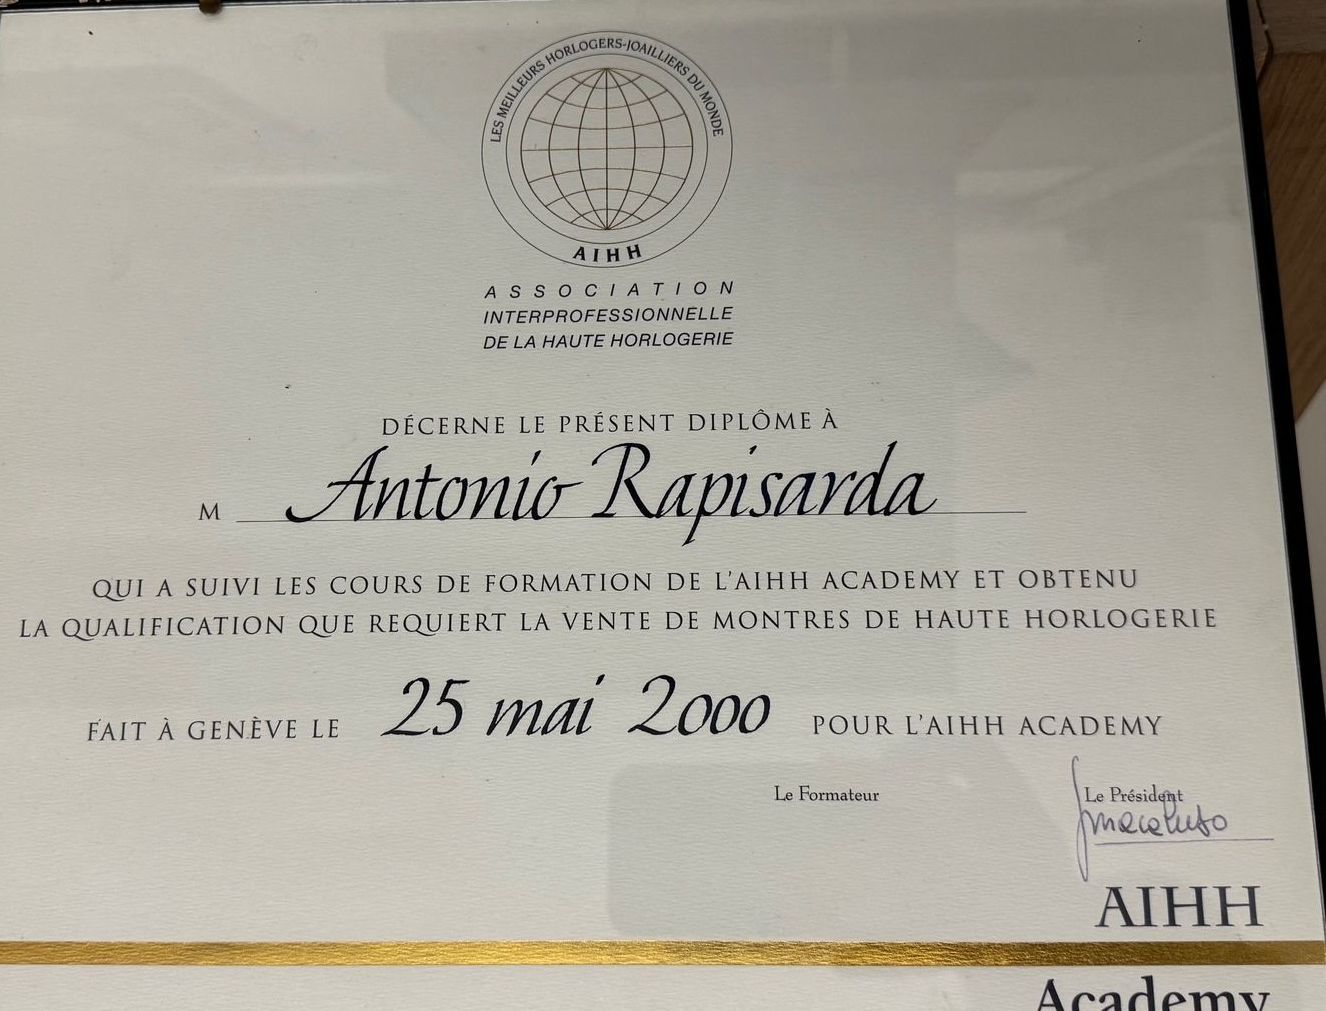 LES MEILLEURS HORLOGERS-JOAILLIERS DU MONDE
AIHH
ASSOCIATION
INTERPROFESSIONNELLE
DE LA HAUTE HORLOGERIE
DÉCERNE LE PRÉSENT DIPLÔME À
M Antonio Rapisarda
QUI A SUIVI LES COURS DE FORMATION DE L'AIHH ACADEMY ET OBTENU
LA QUALIFICATION QUE REQUIERT LA VENTE DE MONTRES DE HAUTE HORLOGERIE
FAIT À GENÈVE LE 25 mai 2000 POUR L'AIHH ACADEMY
Le Formateur Le Président
AIHH
Academy